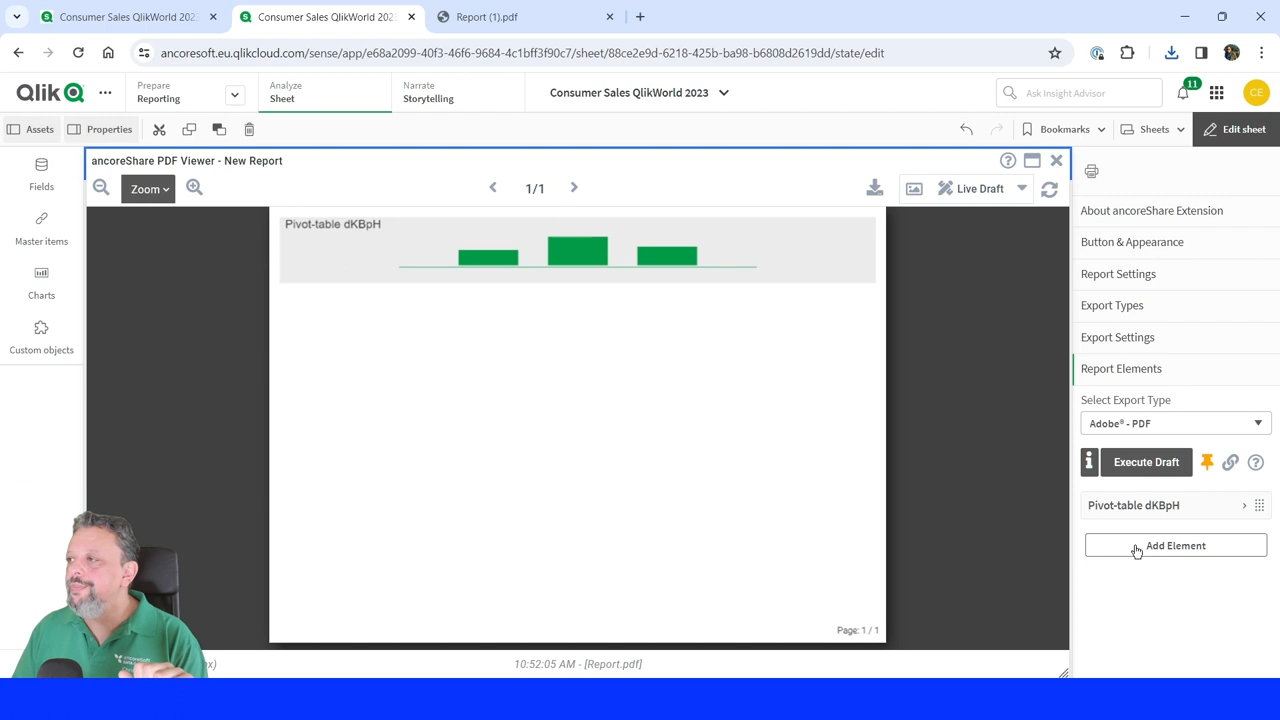 Consumer Sales QlikWorld 2023
Consumer Sales QlikWorld 202
Report (1).pdf
ancoresoft.eu.qlikcloud.com/sense/app/e68a2099-40f3-46f6-9684-4c1bff3f90c7/sheet/88ce2e9d-6218-425b-ba98-b6808d2619dd/state/edit
Qlik
Prepare
Reporting
Analyze
Sheet
Narrate
Storytelling
Consumer Sales QlikWorld 2023
Ask Insight Advisor
11
CE
Assets
Properties
Bookmarks
Sheets
Edit sheet
Fields
Master items
Charts
Custom objects
ancoreShare PDF Viewer - New Report
Zoom
1/1
Live Draft
Pivot-table dKBpH
Page: 1 / 1
10:52:05 AM - [Report.pdf]
About ancoreShare Extension
Button & Appearance
Report Settings
Export Types
Export Settings
Report Elements
Select Export Type
Adobe® - PDF
Execute Draft
Pivot-table dKBpH
Add Element